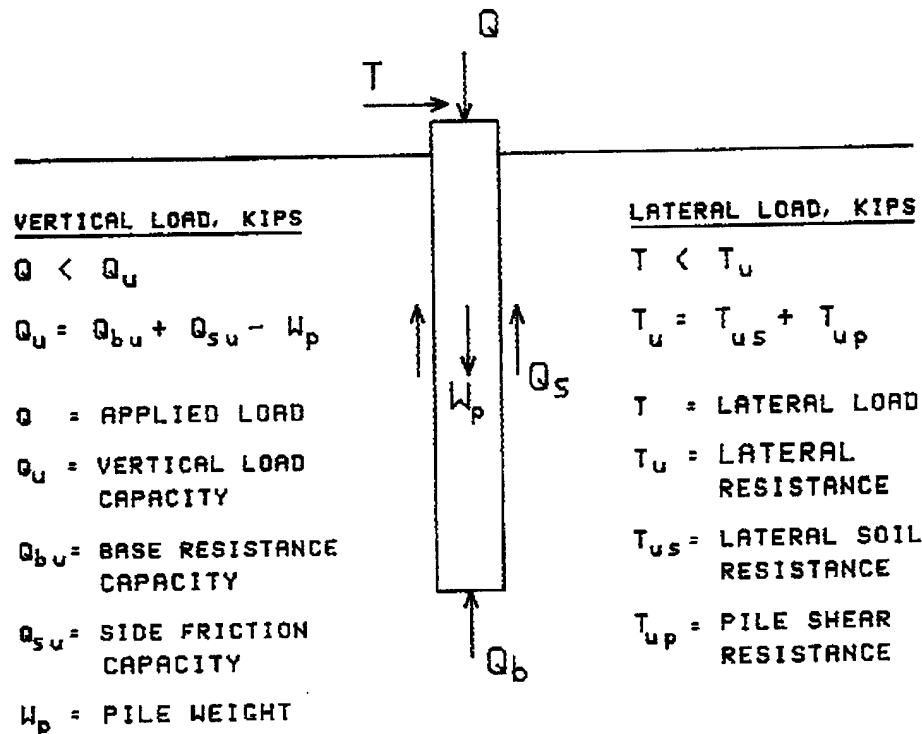 Q
T
VERTICAL LOAD, KIPS
Q < Qu
Qu = Qbu + Qsu - Wp
Q = APPLIED LOAD
Qu = VERTICAL LOAD
CAPACITY
Qbu = BASE RESISTANCE
CAPACITY
Qsu = SIDE FRICTION
CAPACITY
Wp = PILE WEIGHT
Wp
Qs
Qb
LATERAL LOAD, KIPS
T < Tu
Tu = Tus + Tup
T = LATERAL LOAD
Tu = LATERAL
RESISTANCE
Tus = LATERAL SOIL
RESISTANCE
Tup = PILE SHEAR
RESISTANCE